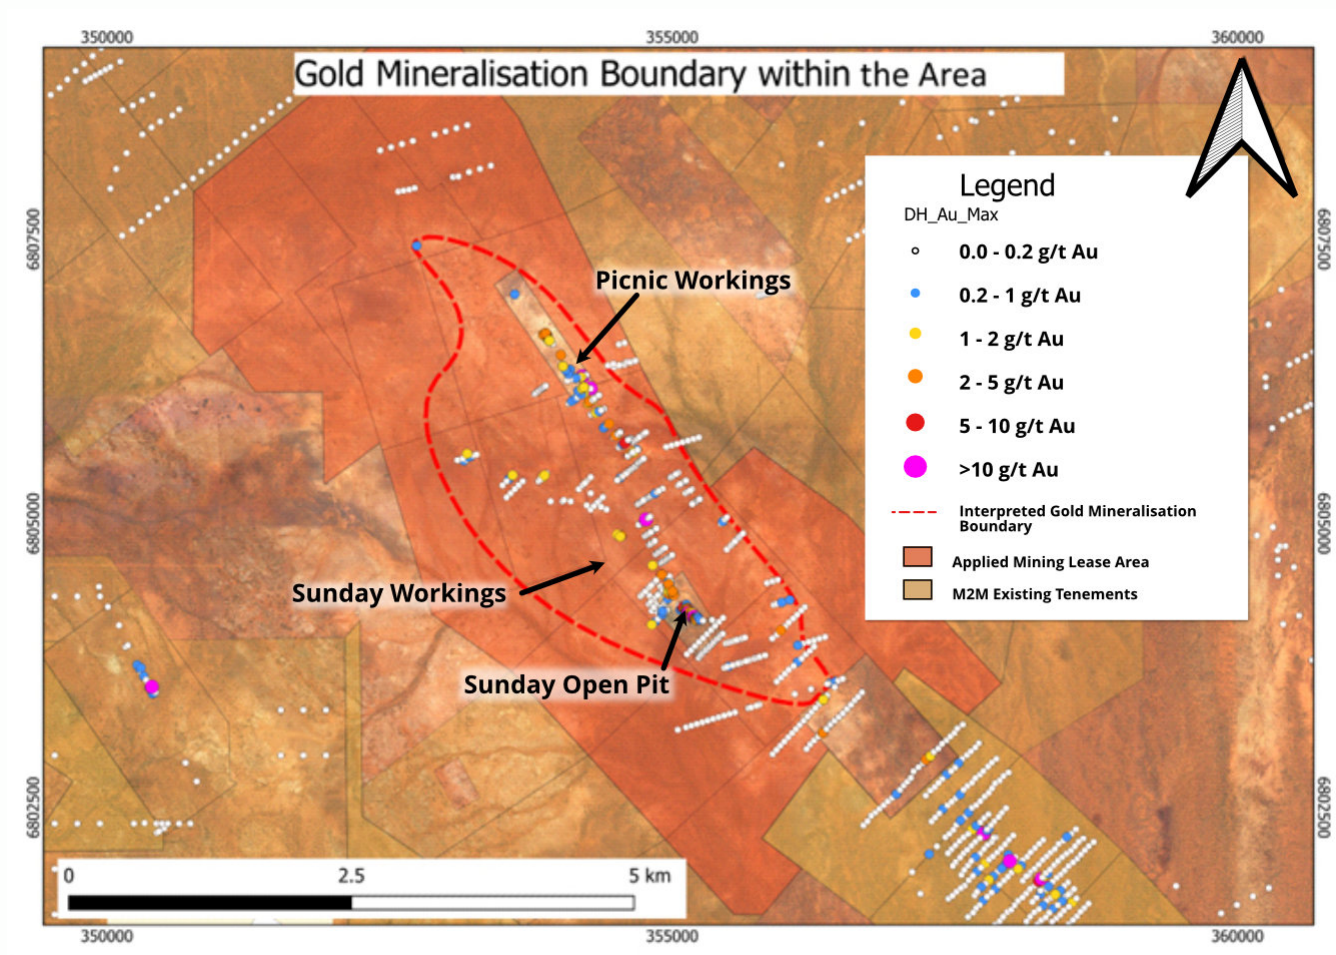 350000
355000
360000
Gold Mineralisation Boundary within the Area
Legend
DH_Au_Max
0.0 - 0.2 g/t Au
0.2 - 1 g/t Au
1 - 2 g/t Au
2 - 5 g/t Au
5 - 10 g/t Au
>10 g/t Au
Interpreted Gold Mineralisation
Boundary
Applied Mining Lease Area
M2M Existing Tenements
6807500
6807500
Picnic Workings
6805000
6805000
Sunday Workings
Sunday Open Pit
6802500
6802500
0 2.5 5 km
350000
355000
360000